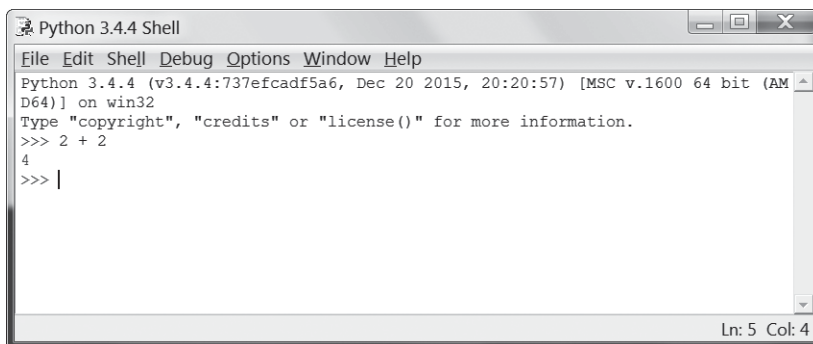 Python 3.4.4 Shell
File Edit Shell Debug Options Window Help
Python 3.4.4 (v3.4.4:737efcadf5a6, Dec 20 2015, 20:20:57) [MSC v.1600 64 bit (AM
D64)] on win32
Type "copyright", "credits" or "license()" for more information.
>>> 2 + 2
4
>>>
Ln: 5 Col: 4